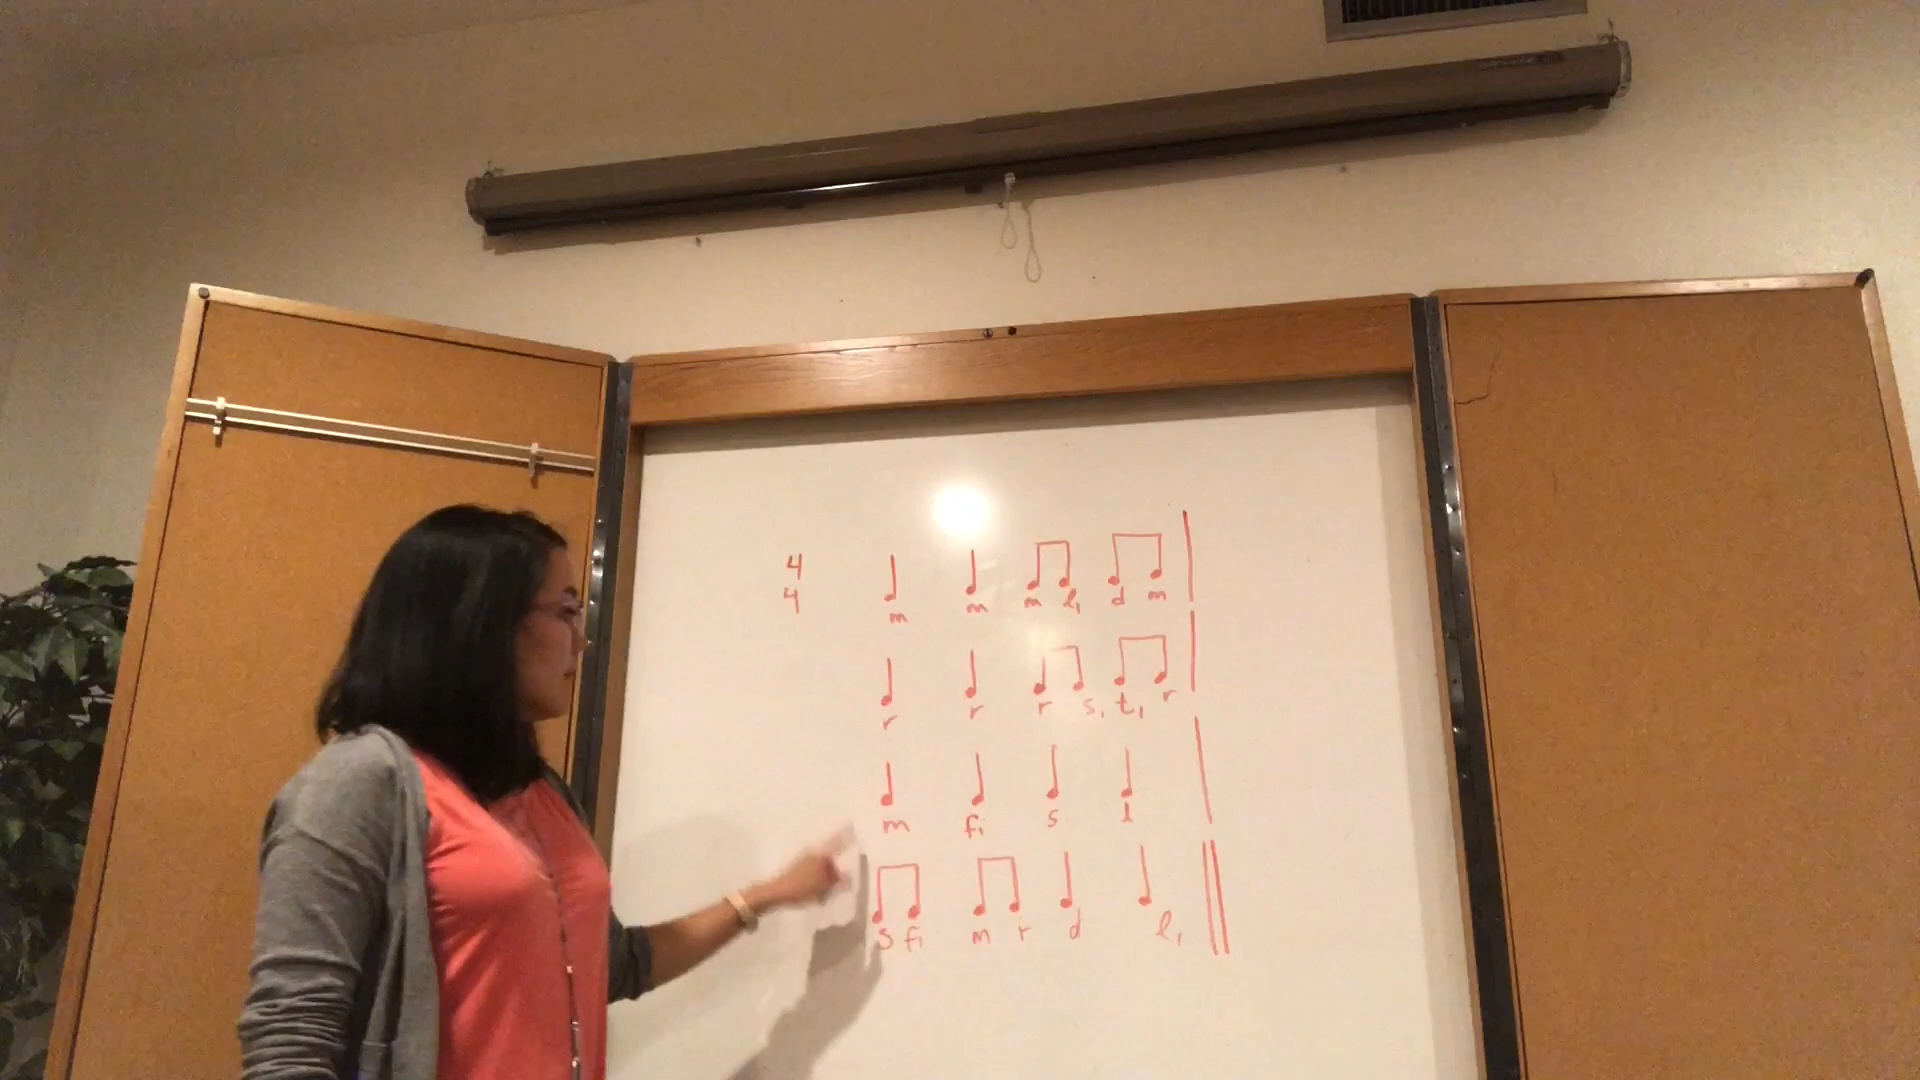 4
4
m m m l, d m
r r r s, t, r
m fi s l
s fi m r d l,